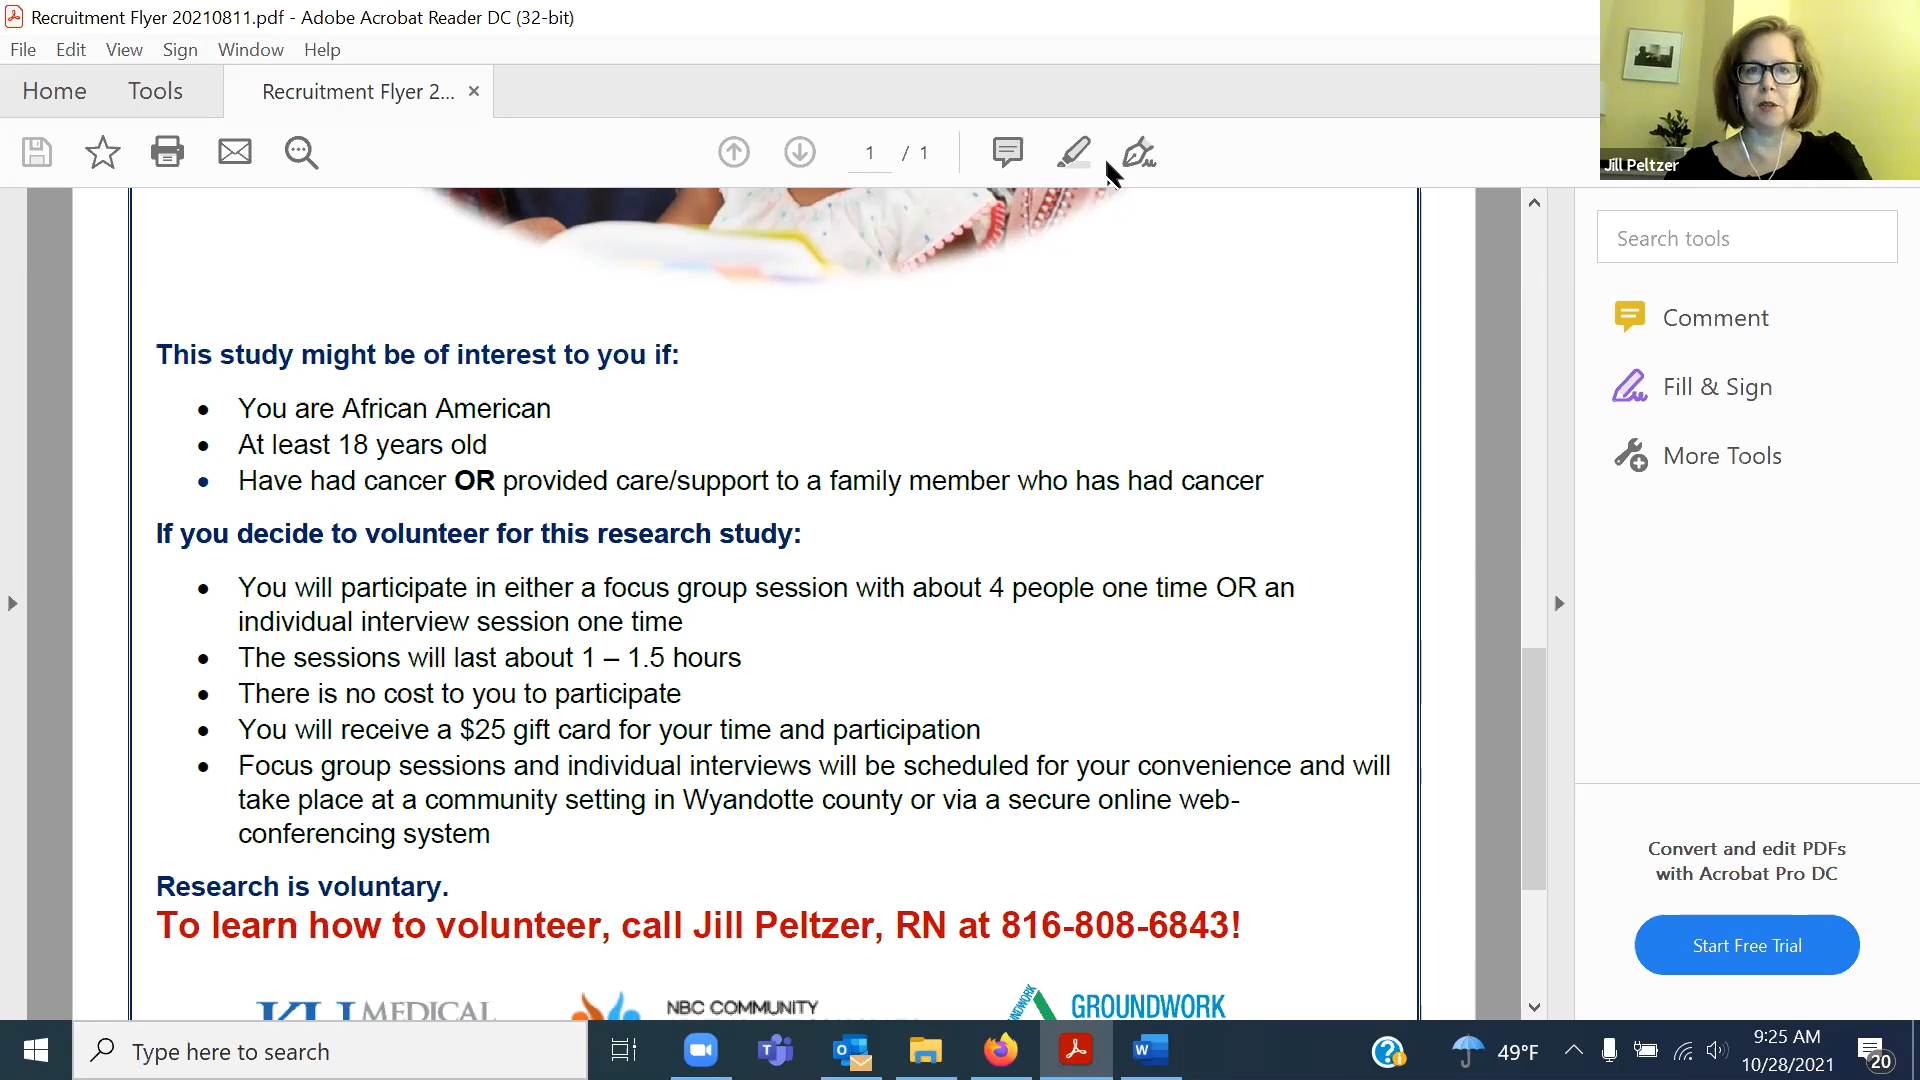 Recruitment Flyer 20210811.pdf - Adobe Acrobat Reader DC (32-bit)
File Edit View Sign Window Help
Home Tools Recruitment Flyer 2... ×
1 / 1
Jill Peltzer
Search tools
Comment
Fill & Sign
More Tools
This study might be of interest to you if:
• You are African American
• At least 18 years old
• Have had cancer OR provided care/support to a family member who has had cancer
If you decide to volunteer for this research study:
• You will participate in either a focus group session with about 4 people one time OR an
individual interview session one time
• The sessions will last about 1 – 1.5 hours
• There is no cost to you to participate
• You will receive a $25 gift card for your time and participation
• Focus group sessions and individual interviews will be scheduled for your convenience and will
take place at a community setting in Wyandotte county or via a secure online web-
conferencing system
Research is voluntary.
To learn how to volunteer, call Jill Peltzer, RN at 816-808-6843!
KU MEDICAL
NBC COMMUNITY
GROUNDWORK
Convert and edit PDFs
with Acrobat Pro DC
Start Free Trial
Type here to search
49°F
9:25 AM
10/28/2021
20